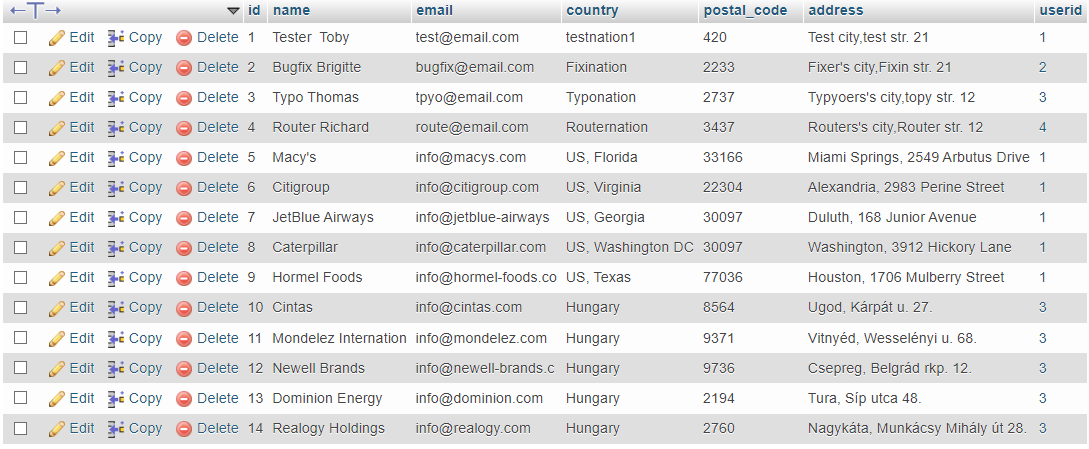 ←T→ id name email country postal_code address userid
Edit Copy Delete 1 Tester Toby test@email.com testnation1 420 Test city,test str. 21 1
Edit Copy Delete 2 Bugfix Brigitte bugfix@email.com Fixination 2233 Fixer's city,Fixin str. 21 2
Edit Copy Delete 3 Typo Thomas tpyo@email.com Typonation 2737 Typyoers's city,topy str. 12 3
Edit Copy Delete 4 Router Richard route@email.com Routernation 3437 Routers's city,Router str. 12 4
Edit Copy Delete 5 Macy's info@macys.com US, Florida 33166 Miami Springs, 2549 Arbutus Drive 1
Edit Copy Delete 6 Citigroup info@citigroup.com US, Virginia 22304 Alexandria, 2983 Perine Street 1
Edit Copy Delete 7 JetBlue Airways info@jetblue-airways US, Georgia 30097 Duluth, 168 Junior Avenue 1
Edit Copy Delete 8 Caterpillar info@caterpillar.com US, Washington DC 30097 Washington, 3912 Hickory Lane 1
Edit Copy Delete 9 Hormel Foods info@hormel-foods.co US, Texas 77036 Houston, 1706 Mulberry Street 1
Edit Copy Delete 10 Cintas info@cintas.com Hungary 8564 Ugod, Kárpát u. 27. 3
Edit Copy Delete 11 Mondelez Internation info@mondelez.com Hungary 9371 Vitnyéd, Wesselényi u. 68. 3
Edit Copy Delete 12 Newell Brands info@newell-brands.c Hungary 9736 Csepreg, Belgrád rkp. 12. 3
Edit Copy Delete 13 Dominion Energy info@dominion.com Hungary 2194 Tura, Síp utca 48. 3
Edit Copy Delete 14 Realogy Holdings info@realogy.com Hungary 2760 Nagykáta, Munkácsy Mihály út 28. 3